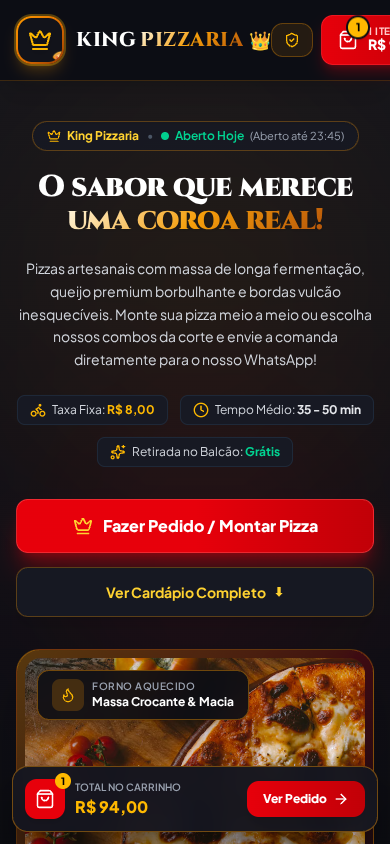 KING PIZZARIA 👑
1
1 ITE
R$
King Pizzaria • Aberto Hoje (Aberto até 23:45)
O SABOR QUE MERECE
UMA COROA REAL!
Pizzas artesanais com massa de longa fermentação,
queijo premium borbulhante e bordas vulcão
inesquecíveis. Monte sua pizza meio a meio ou escolha
nossos combos da corte e envie a comanda
diretamente para o nosso WhatsApp!
Taxa Fixa: R$ 8,00
Tempo Médio: 35 - 50 min
Retirada no Balcão: Grátis
Fazer Pedido / Montar Pizza
Ver Cardápio Completo ⬇
FORNO AQUECIDO
Massa Crocante & Macia
1
TOTAL NO CARRINHO
R$ 94,00
Ver Pedido →